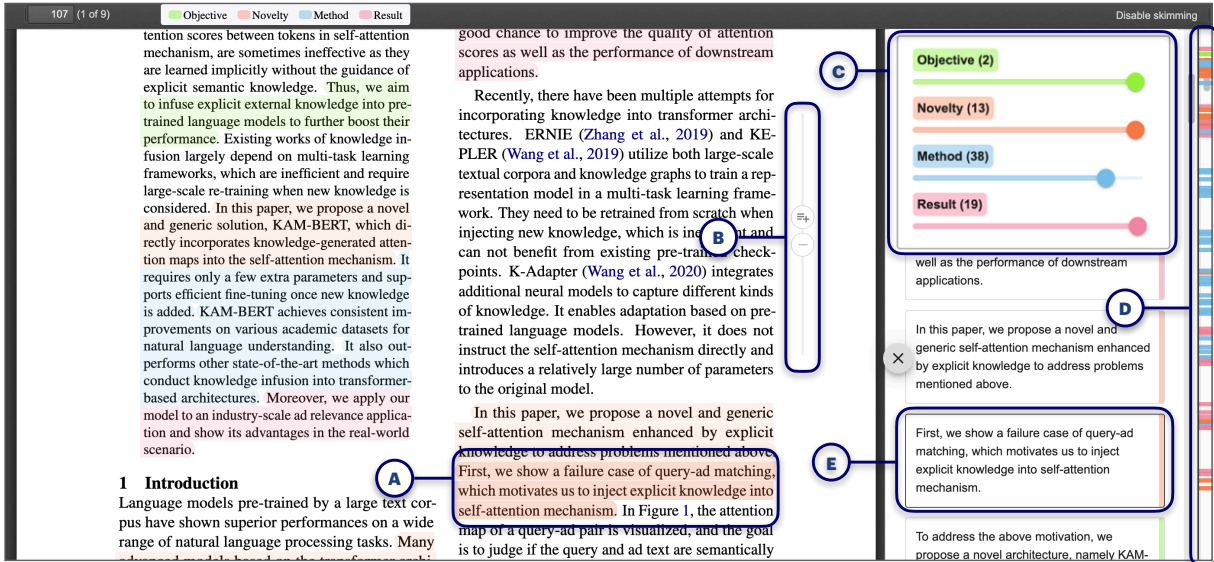 107 (1 of 9)
Objective Novelty Method Result
Disable skimming
tention scores between tokens in self-attention
mechanism, are sometimes ineffective as they
are learned implicitly without the guidance of
explicit semantic knowledge. Thus, we aim
to infuse explicit external knowledge into pre-
trained language models to further boost their
performance. Existing works of knowledge in-
fusion largely depend on multi-task learning
frameworks, which are inefficient and require
large-scale re-training when new knowledge is
considered. In this paper, we propose a novel
and generic solution, KAM-BERT, which di-
rectly incorporates knowledge-generated atten-
tion maps into the self-attention mechanism. It
requires only a few extra parameters and sup-
ports efficient fine-tuning once new knowledge
is added. KAM-BERT achieves consistent im-
provements on various academic datasets for
natural language understanding. It also out-
performs other state-of-the-art methods which
conduct knowledge infusion into transformer-
based architectures. Moreover, we apply our
model to an industry-scale ad relevance applica-
tion and show its advantages in the real-world
scenario.
1 Introduction
Language models pre-trained by a large text cor-
pus have shown superior performances on a wide
range of natural language processing tasks. Many
advanced models based on the transformer archi-
good chance to improve the quality of attention
scores as well as the performance of downstream
applications.
Recently, there have been multiple attempts for
incorporating knowledge into transformer archi-
tectures. ERNIE (Zhang et al., 2019) and KE-
PLER (Wang et al., 2019) utilize both large-scale
textual corpora and knowledge graphs to train a rep-
resentation model in a multi-task learning frame-
work. They need to be retrained from scratch when
injecting new knowledge, which is and
can not benefit from existing pre-trained check-
points. K-Adapter (Wang et al., 2020) integrates
additional neural models to capture different kinds
of knowledge. It enables adaptation based on pre-
trained language models. However, it does not
instruct the self-attention mechanism directly and
introduces a relatively large number of parameters
to the original model.
In this paper, we propose a novel and generic
self-attention mechanism enhanced by explicit
knowledge to address problems mentioned above.
First, we show a failure case of query-ad matching,
which motivates us to inject explicit knowledge into
self-attention mechanism. In Figure 1, the attention
map of a query-ad pair is visualized, and the goal
is to judge if the query and ad text are semantically
A
B
C
Objective (2)
Novelty (13)
Method (38)
Result (19)
well as the performance of downstream
applications.
D
In this paper, we propose a novel and
generic self-attention mechanism enhanced
by explicit knowledge to address problems
mentioned above.
E
First, we show a failure case of query-ad
matching, which motivates us to inject
explicit knowledge into self-attention
mechanism.
To address the above motivation, we
propose a novel architecture, namely KAM-